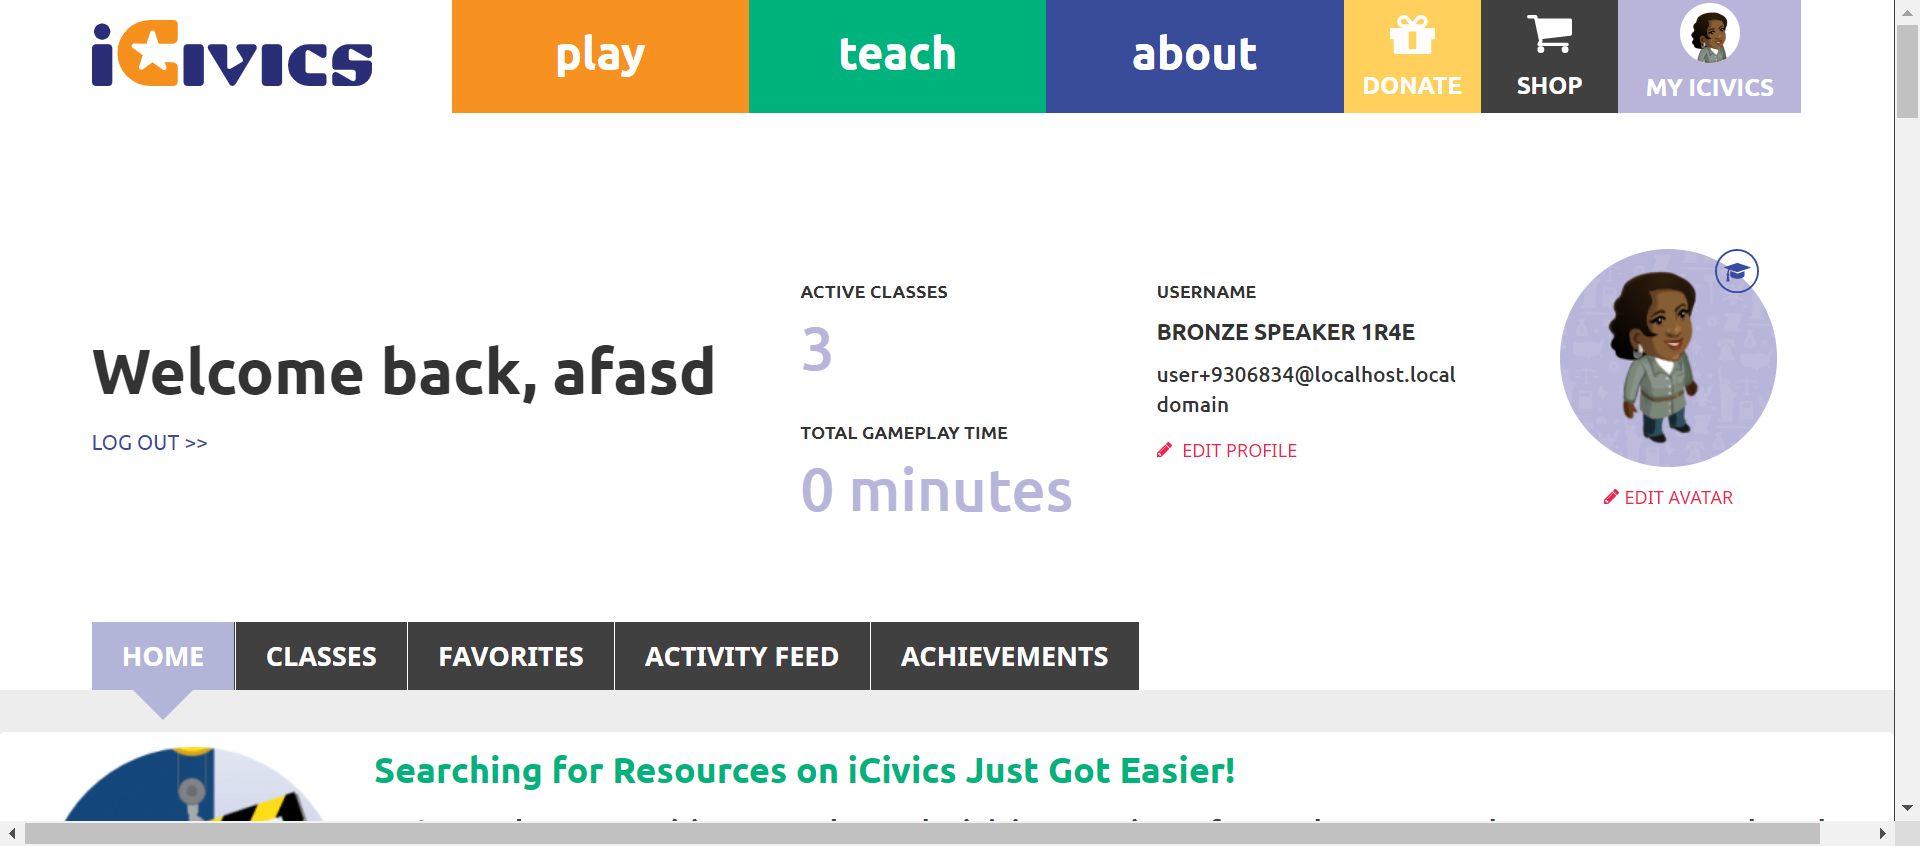 iCivics
play
teach
about
DONATE
SHOP
MY ICIVICS
Welcome back, afasd
LOG OUT >>
ACTIVE CLASSES
3
TOTAL GAMEPLAY TIME
0 minutes
USERNAME
BRONZE SPEAKER 1R4E
user+9306834@localhost.local
domain
EDIT PROFILE
EDIT AVATAR
HOME
CLASSES
FAVORITES
ACTIVITY FEED
ACHIEVEMENTS
Searching for Resources on iCivics Just Got Easier!